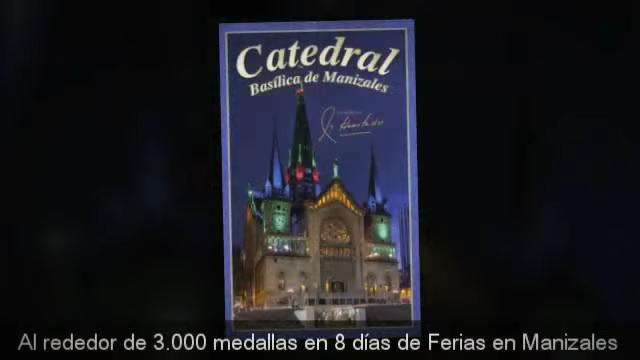 Catedral
Basílica de Manizales
Al rededor de 3.000 medallas en 8 días de Ferias en Manizales